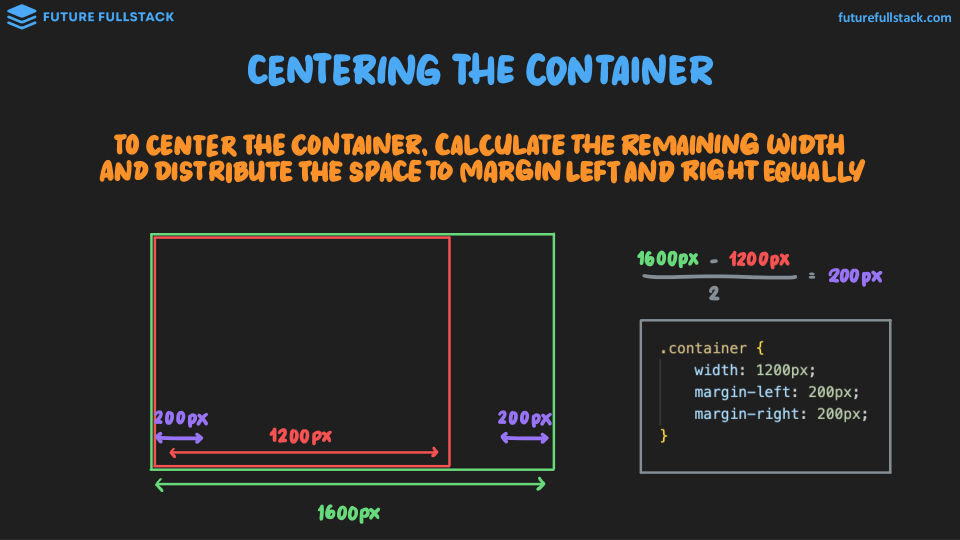 FUTURE FULLSTACK
futurefullstack.com
CENTERING THE CONTAINER
TO CENTER THE CONTAINER, CALCULATE THE REMAINING WIDTH
AND DISTRIBUTE THE SPACE TO MARGIN LEFT AND RIGHT EQUALLY
200px
1200px
200px
1600px
1600px - 1200px
2
= 200px
.container {
    width: 1200px;
    margin-left: 200px;
    margin-right: 200px;
}